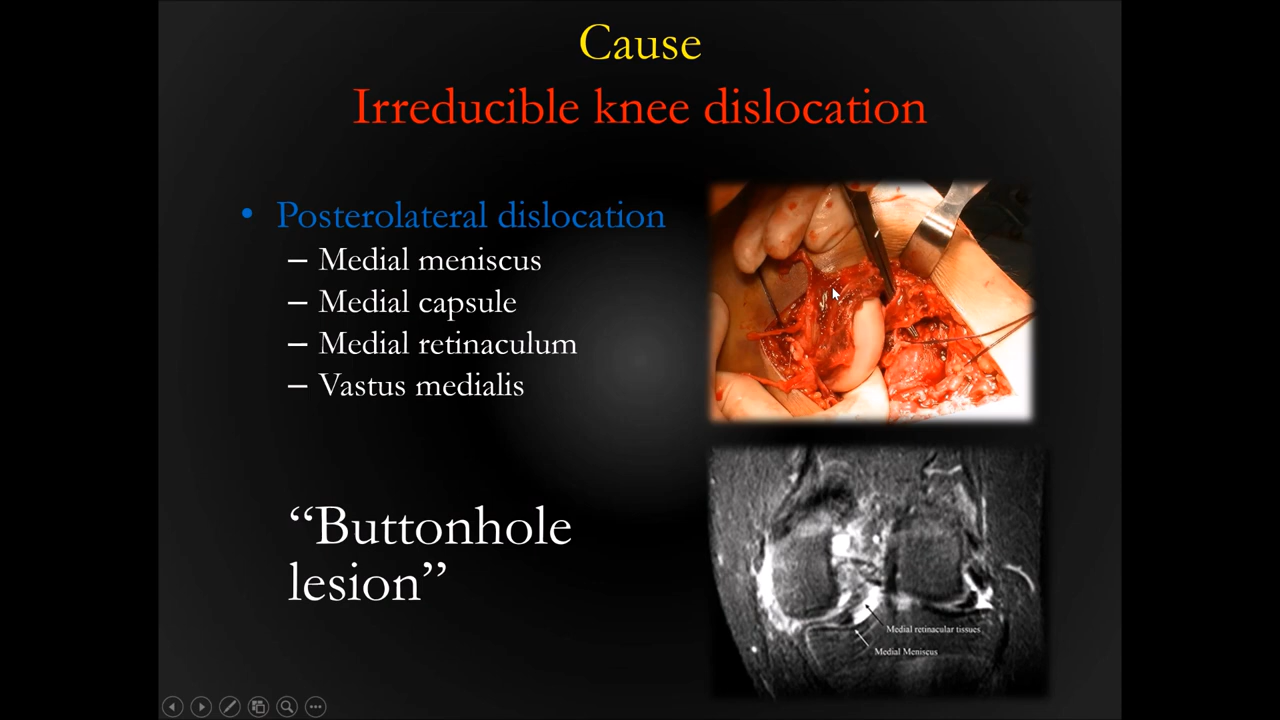 Cause
Irreducible knee dislocation
• Posterolateral dislocation
– Medial meniscus
– Medial capsule
– Medial retinaculum
– Vastus medialis
“Buttonhole
lesion”
Medial retinacular tissues
Medial Meniscus